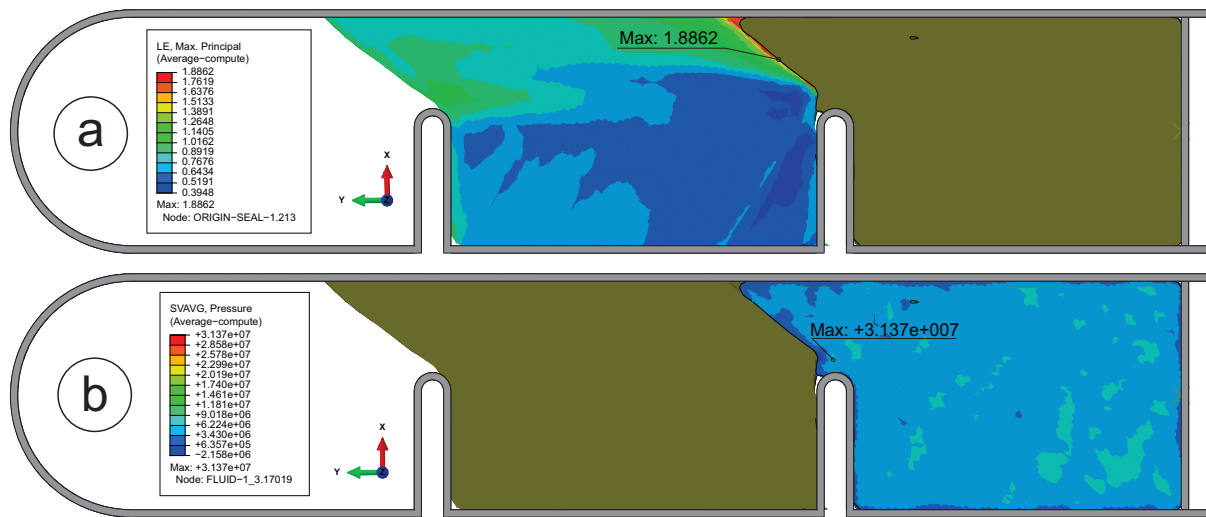 LE, Max. Principal
(Average-compute)
1.8862
1.7619
1.6376
1.5133
1.3891
1.2648
1.1405
1.0162
0.8919
0.7676
0.6434
0.5191
0.3948
Max: 1.8862
Node: ORIGIN-SEAL-1.213
a
X
Y
Z
Max: 1.8862
SVAVG, Pressure
(Average-compute)
+3.137e+07
+2.858e+07
+2.578e+07
+2.299e+07
+2.019e+07
+1.740e+07
+1.461e+07
+1.181e+07
+9.018e+06
+6.224e+06
+3.430e+06
+6.357e+05
-2.158e+06
Max: +3.137e+07
Node: FLUID-1_3.17019
b
X
Y
Z
Max: +3.137e+007